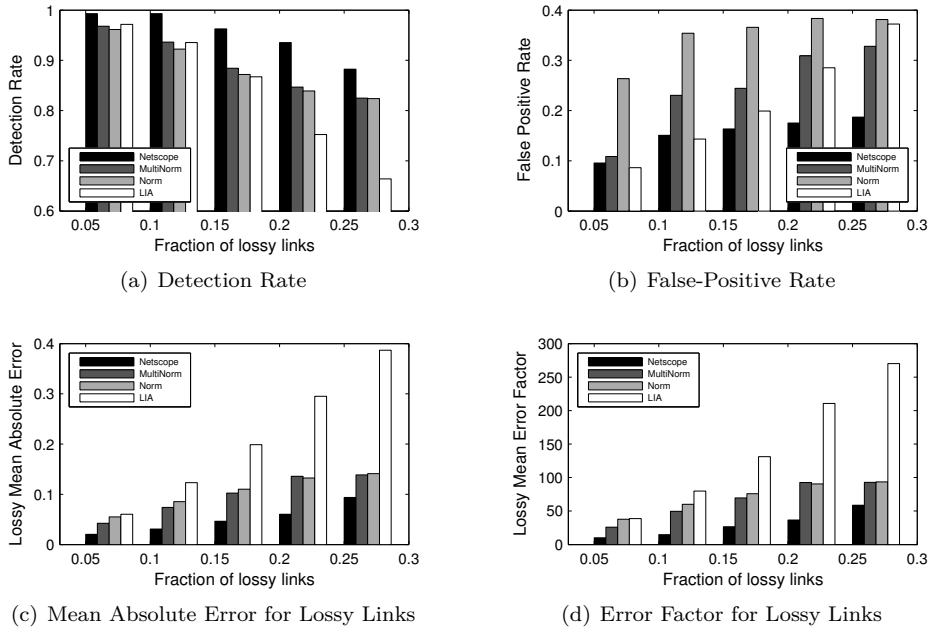 1
0.9
0.8
0.7
0.6
Detection Rate
Netscope
MultiNorm
Norm
LIA
0.05 0.1 0.15 0.2 0.25 0.3
Fraction of lossy links
(a) Detection Rate
0.4
0.3
0.2
0.1
0
False Positive Rate
Netscope
MultiNorm
Norm
LIA
0.05 0.1 0.15 0.2 0.25 0.3
Fraction of lossy links
(b) False-Positive Rate
0.4
0.3
0.2
0.1
0
Lossy Mean Absolute Error
Netscope
MultiNorm
Norm
LIA
0.05 0.1 0.15 0.2 0.25 0.3
Fraction of lossy links
(c) Mean Absolute Error for Lossy Links
300
250
200
150
100
50
0
Lossy Mean Error Factor
Netscope
MultiNorm
Norm
LIA
0.05 0.1 0.15 0.2 0.25 0.3
Fraction of lossy links
(d) Error Factor for Lossy Links